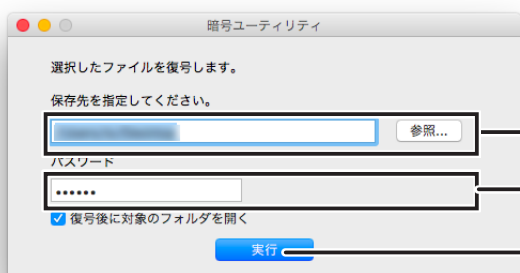 暗号ユーティリティ
選択したファイルを復号します。
保存先を指定してください。
参照...
パスワード
••••••
復号後に対象のフォルダを開く
実行